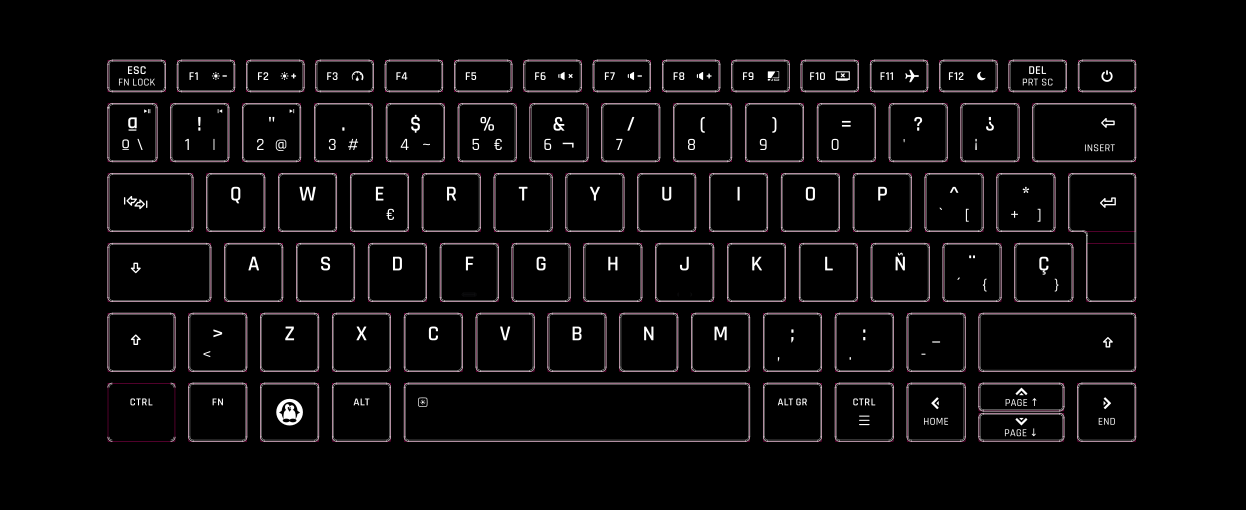 ESC F1 F2 F3 F4 F5 F6 F7 F8 F9 F10 F11 F12 DEL
FN LOCK PRT SC
ª ! " . $ % & / ( ) = ? ¿
º \ 1 | 2 @ 3 # 4 ~ 5 € 6 ¬ 7 8 9 0 ' ¡ INSERT
Q W E R T Y U I O P ^ *
€ ` [ + ]
A S D F G H J K L Ñ ¨ Ç
´ { }
> Z X C V B N M ; : _
< , . -
CTRL FN ALT ALT GR CTRL PAGE ↑
HOME END
PAGE ↓